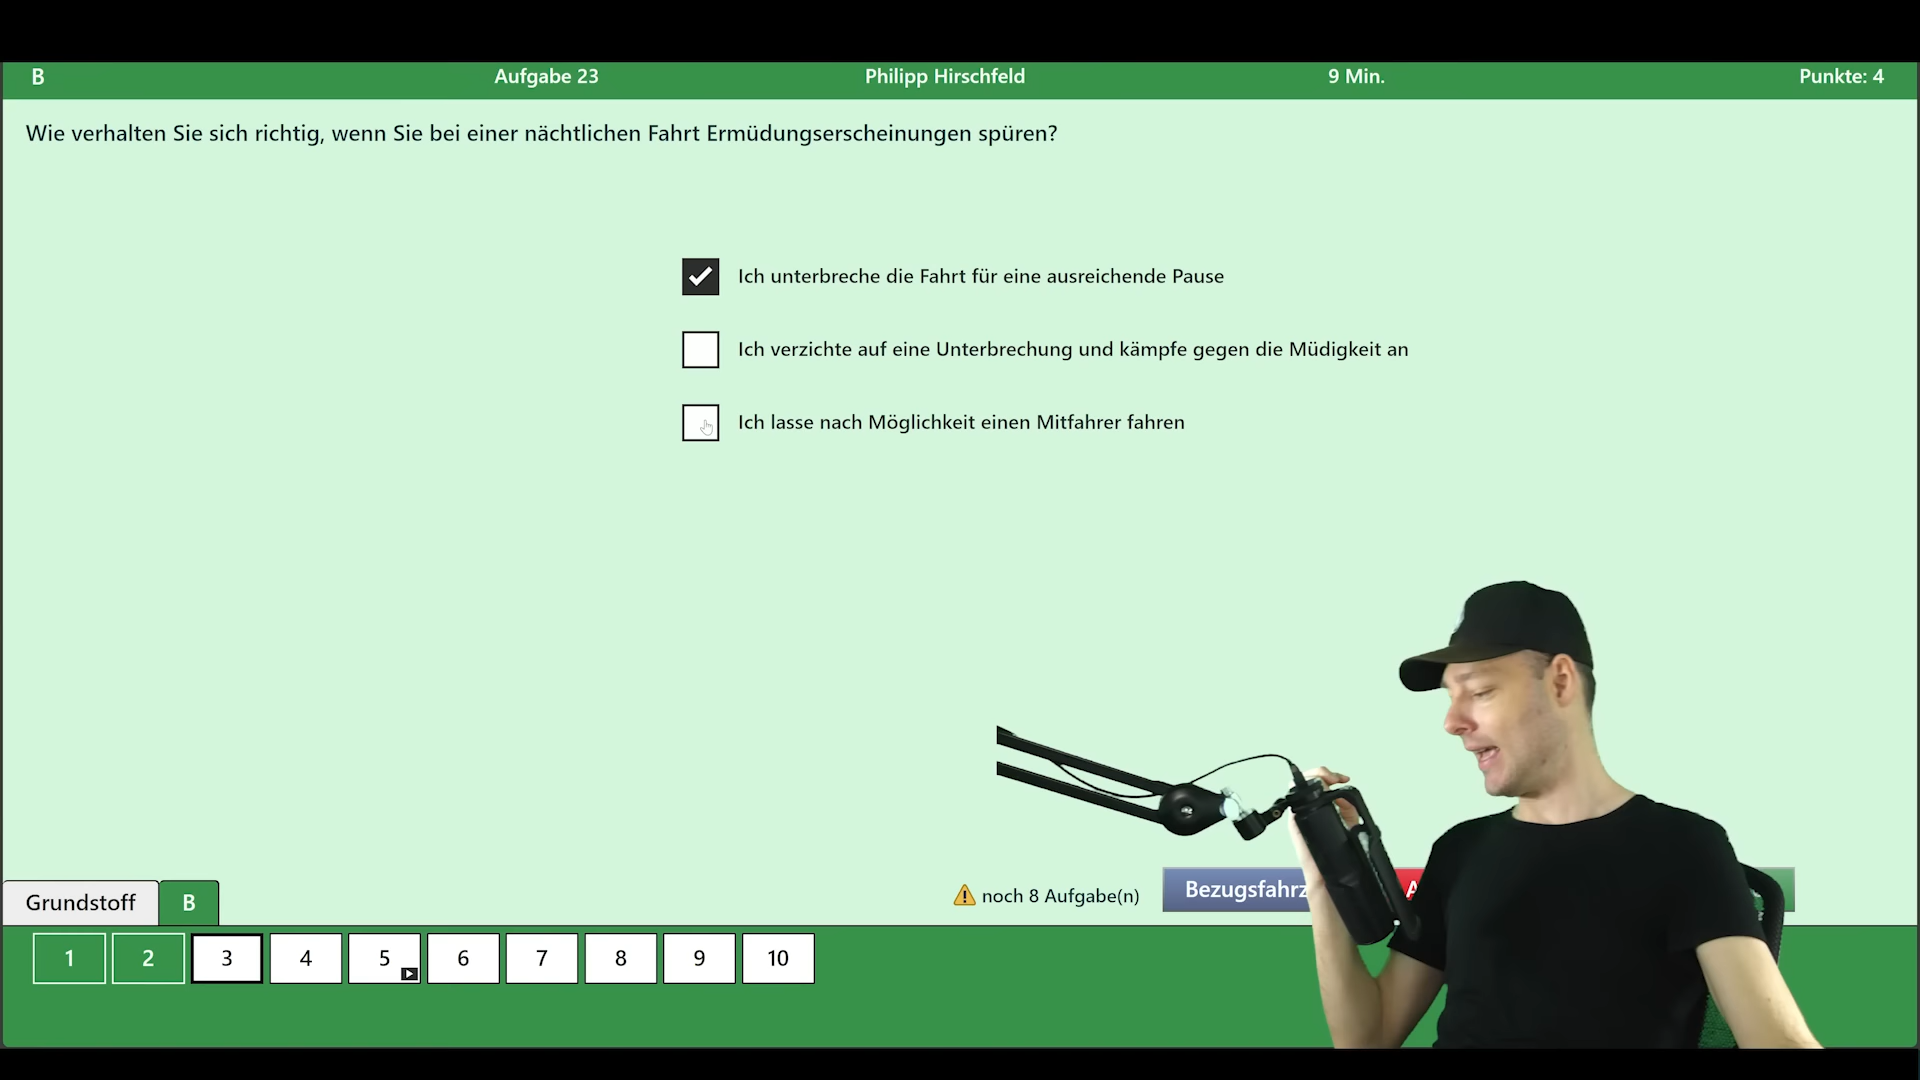 B Aufgabe 23 Philipp Hirschfeld 9 Min. Punkte: 4
Wie verhalten Sie sich richtig, wenn Sie bei einer nächtlichen Fahrt Ermüdungserscheinungen spüren?
Ich unterbreche die Fahrt für eine ausreichende Pause
Ich verzichte auf eine Unterbrechung und kämpfe gegen die Müdigkeit an
Ich lasse nach Möglichkeit einen Mitfahrer fahren
Grundstoff B
noch 8 Aufgabe(n) Bezugsfahrz A
1 2 3 4 5 6 7 8 9 10